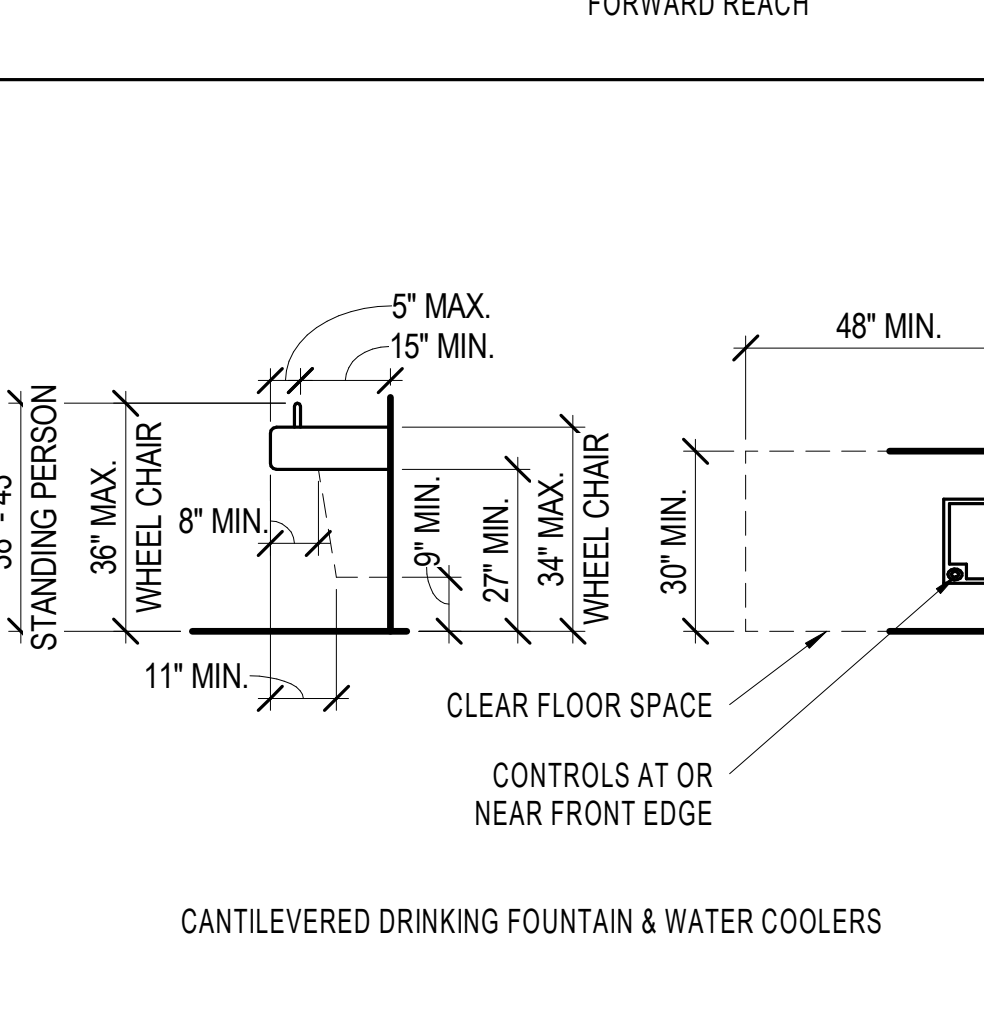 FORWARD REACH
5" MAX.
15" MIN.
48" MIN.
STANDING PERSON
36" MAX.
WHEEL CHAIR
8" MIN.
9" MIN.
27" MIN.
34" MAX.
WHEEL CHAIR
30" MIN.
11" MIN.
CLEAR FLOOR SPACE
CONTROLS AT OR
NEAR FRONT EDGE
CANTILEVERED DRINKING FOUNTAIN & WATER COOLERS